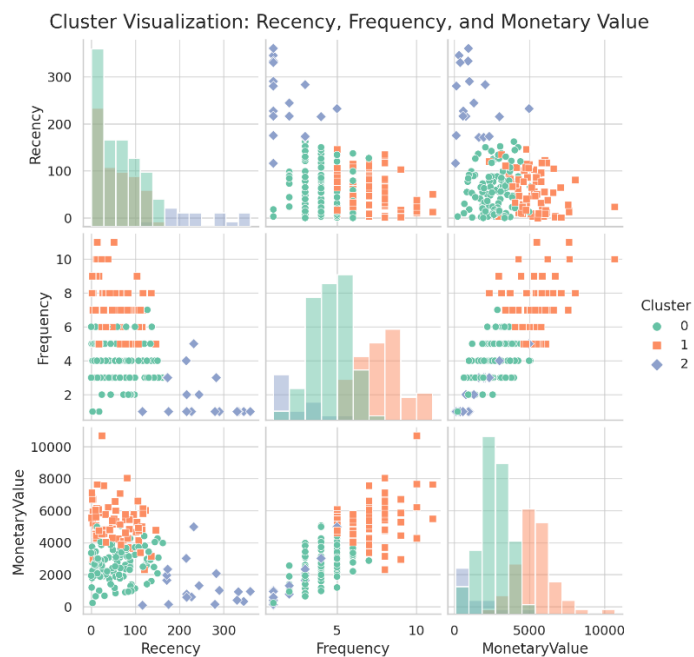 Cluster Visualization: Recency, Frequency, and Monetary Value
Recency
300
200
100
0
Frequency
10
8
6
4
2
Cluster
0
1
2
MonetaryValue
10000
8000
6000
4000
2000
0
0 100 200 300
5 10
0 5000 10000
Recency Frequency MonetaryValue